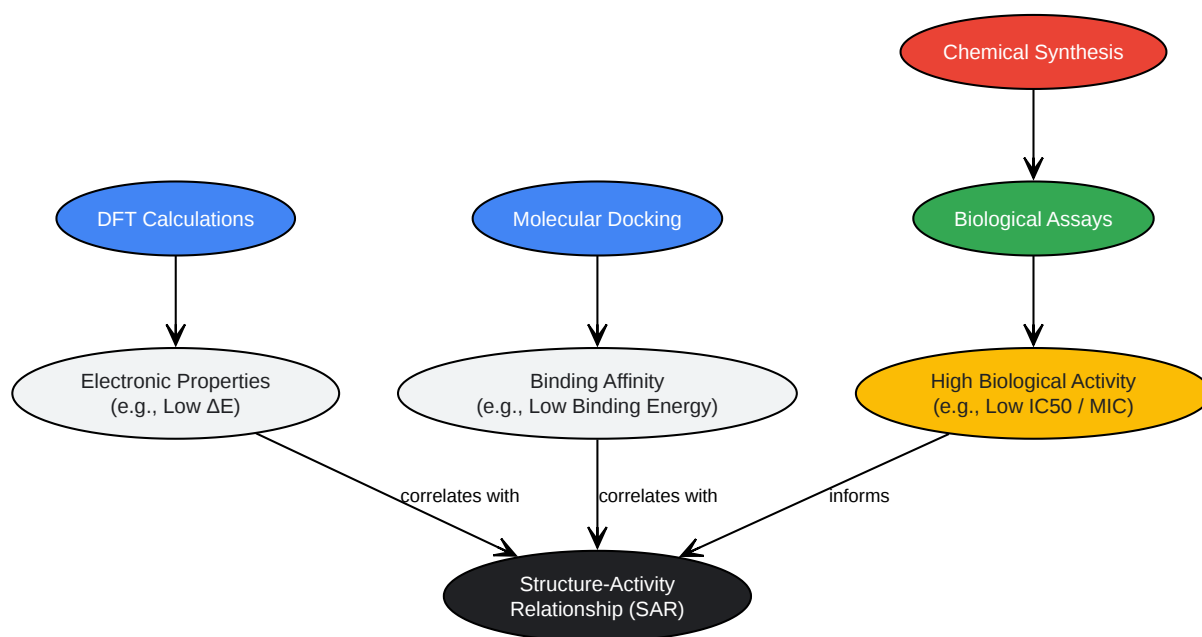 Chemical Synthesis
DFT Calculations
Molecular Docking
Biological Assays
Electronic Properties
(e.g., Low ΔE)
Binding Affinity
(e.g., Low Binding Energy)
High Biological Activity
(e.g., Low IC50 / MIC)
correlates with
correlates with
informs
Structure-Activity
Relationship (SAR)